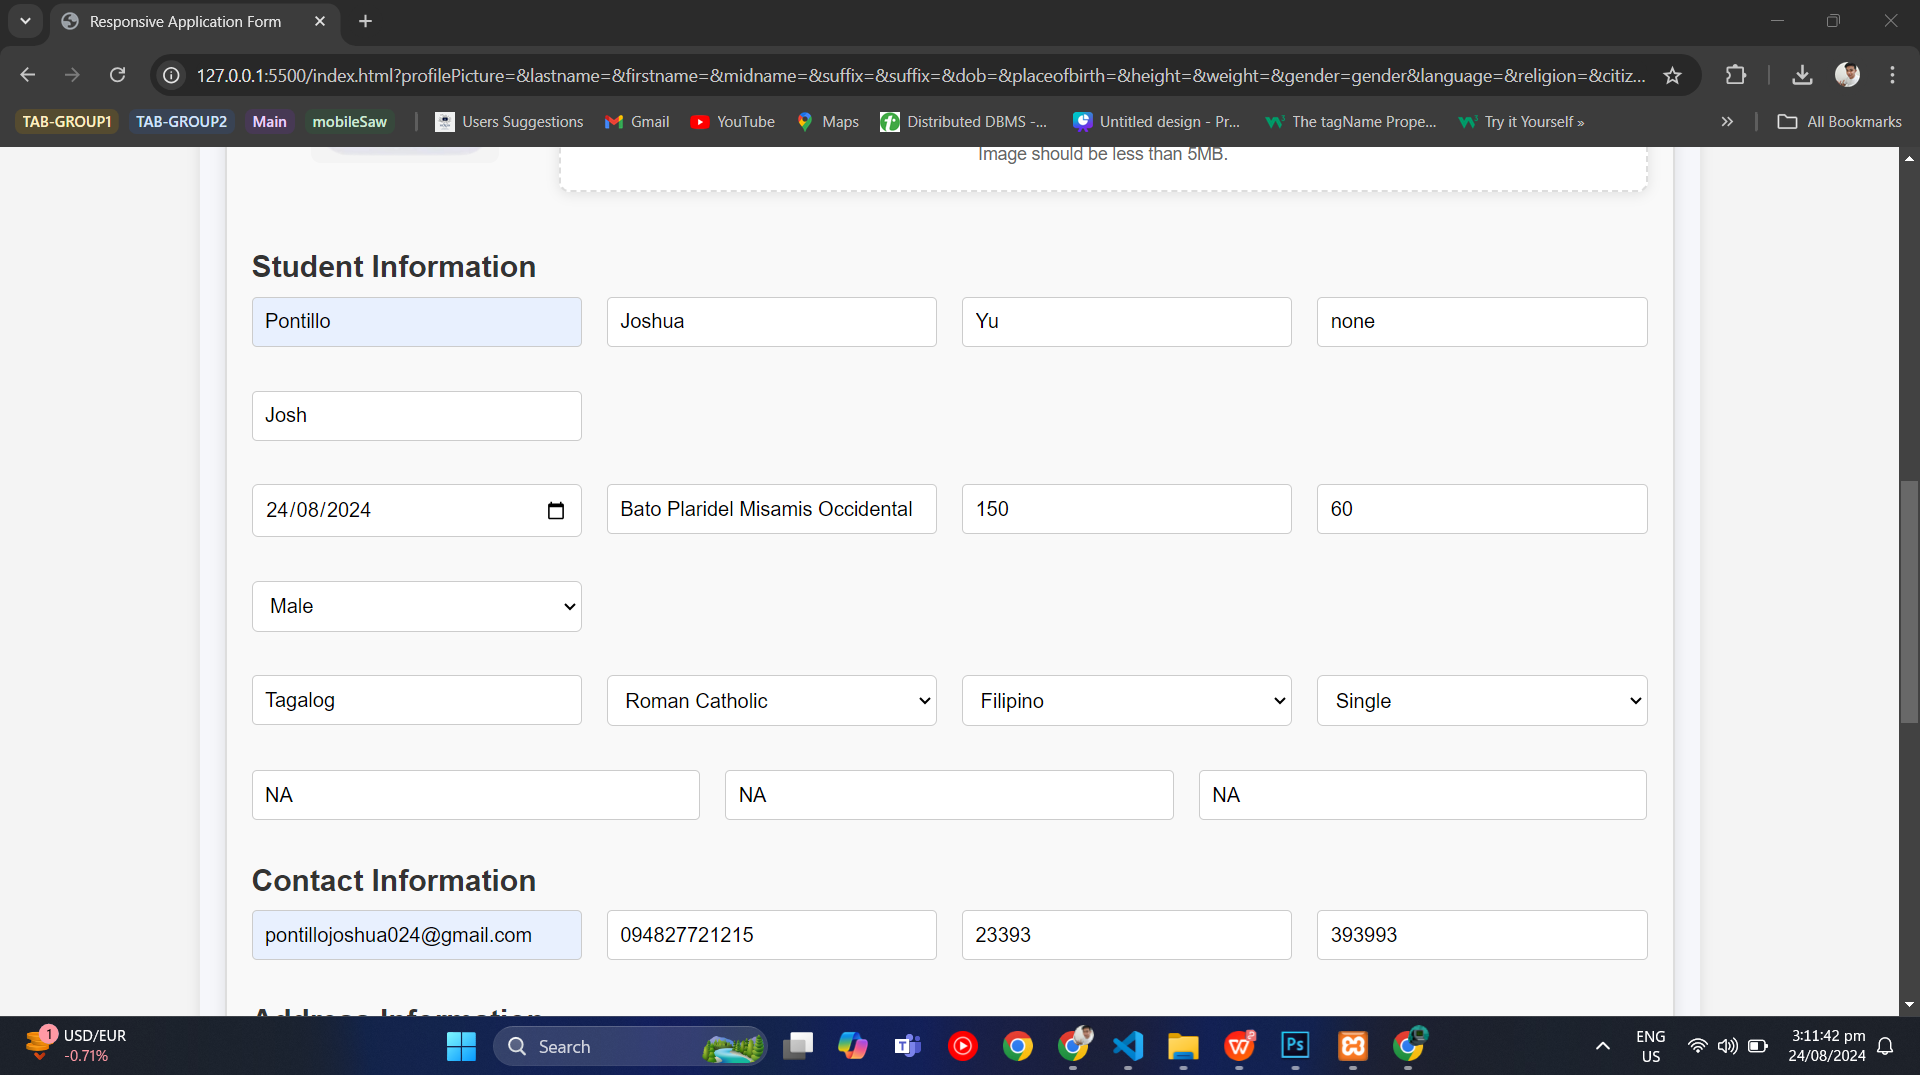 Responsive Application Form
127.0.0.1:5500/index.html?profilePicture=&lastname=&firstname=&midname=&suffix=&suffix=&dob=&placeofbirth=&height=&weight=&gender=gender&language=&religion=&citiz...
TAB-GROUP1 TAB-GROUP2 Main mobileSaw Users Suggestions Gmail YouTube Maps Distributed DBMS -... Untitled design - Pr... The tagName Prope... Try it Yourself » » All Bookmarks
Image should be less than 5MB.
Student Information
Pontillo Joshua Yu none
Josh
24/08/2024 Bato Plaridel Misamis Occidental 150 60
Male
Tagalog Roman Catholic Filipino Single
NA NA NA
Contact Information
pontillojoshua024@gmail.com 094827721215 23393 393993
Address Information
1 USD/EUR
-0.71%
Search
ENG
US
3:11:42 pm
24/08/2024